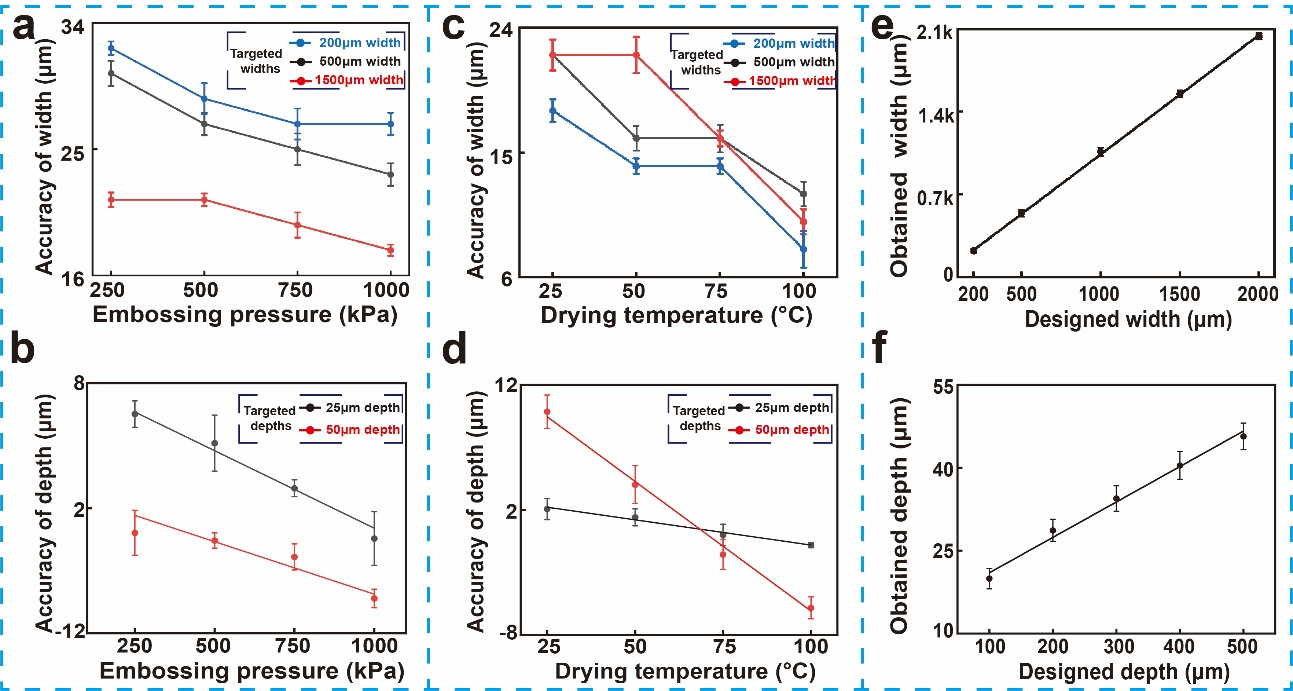 a
34
25
16
Accuracy of width (μm)
Targeted widths
200μm width
500μm width
1500μm width
250 500 750 1000
Embossing pressure (kPa)
b
8
2
-12
Accuracy of depth (μm)
Targeted depths
25μm depth
50μm depth
250 500 750 1000
Embossing pressure (kPa)
c
24
15
6
Accuracy of width (μm)
Targeted widths
200μm width
500μm width
1500μm width
25 50 75 100
Drying temperature (°C)
d
12
2
-8
Accuracy of depth (μm)
Targeted depths
25μm depth
50μm depth
25 50 75 100
Drying temperature (°C)
e
2.1k
1.4k
0.7k
0
Obtained width (μm)
200 500 1000 1500 2000
Designed width (μm)
f
55
40
25
10
Obtained depth (μm)
100 200 300 400 500
Designed depth (μm)